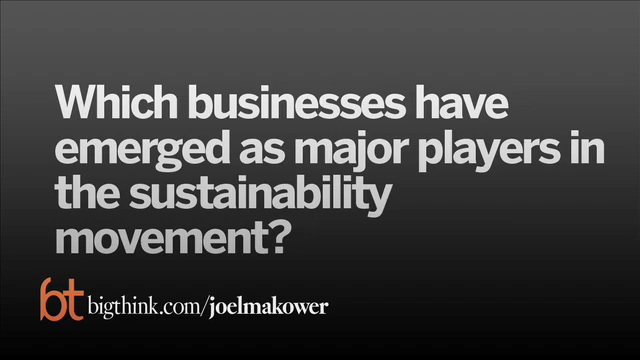 Which businesses have
emerged as major players in
the sustainability
movement?
bt bigthink.com/joelmakower